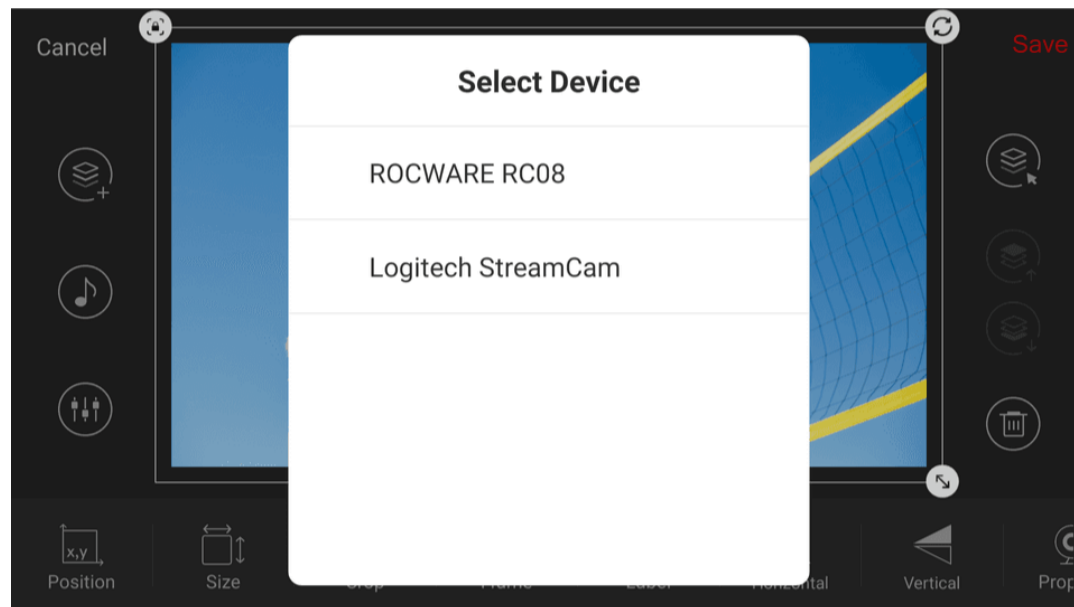 Cancel
Save
Select Device
ROCWARE RC08
Logitech StreamCam
x,y
Position
Size
Vertical